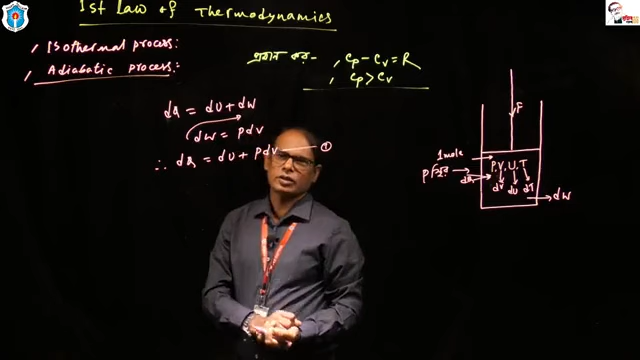 1st Law of Thermodynamics
, Isothermal process:
, Adiabatic process:-
প্রমাণ কর:- , Cp - Cv = R
, Cp > Cv
dQ = dU + dW
dW = PdV
∴ dQ = dU + PdV ——— ①
F
1 mole
P, V, U, T
P স্থির
dQ
dV dU dT
dW